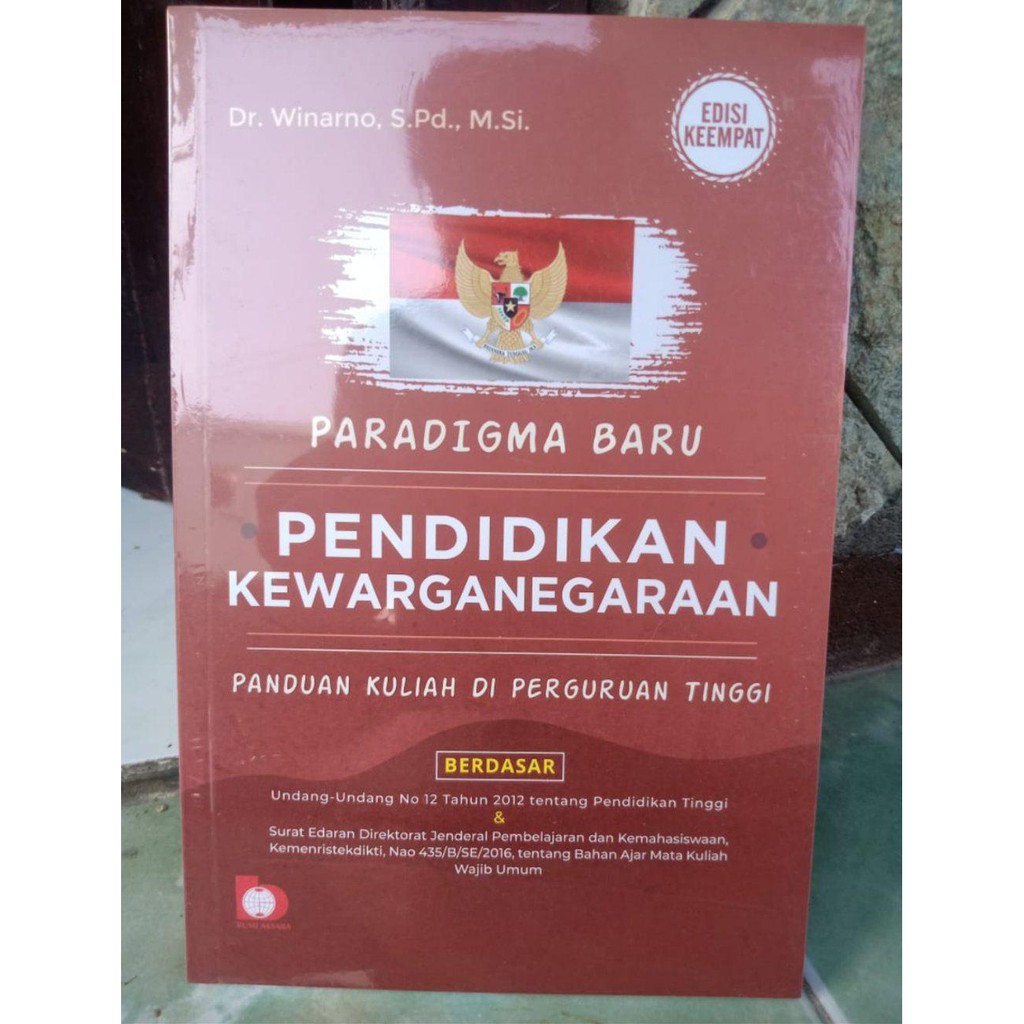 Dr. Winarno, S.Pd., M.Si.
EDISI
KEEMPAT
PARADIGMA BARU
PENDIDIKAN
KEWARGANEGARAAN
PANDUAN KULIAH DI PERGURUAN TINGGI
BERDASAR
Undang-Undang No 12 Tahun 2012 tentang Pendidikan Tinggi
&
Surat Edaran Direktorat Jenderal Pembelajaran dan Kemahasiswaan,
Kemenristekdikti, Nao 435/B/SE/2016, tentang Bahan Ajar Mata Kuliah
Wajib Umum